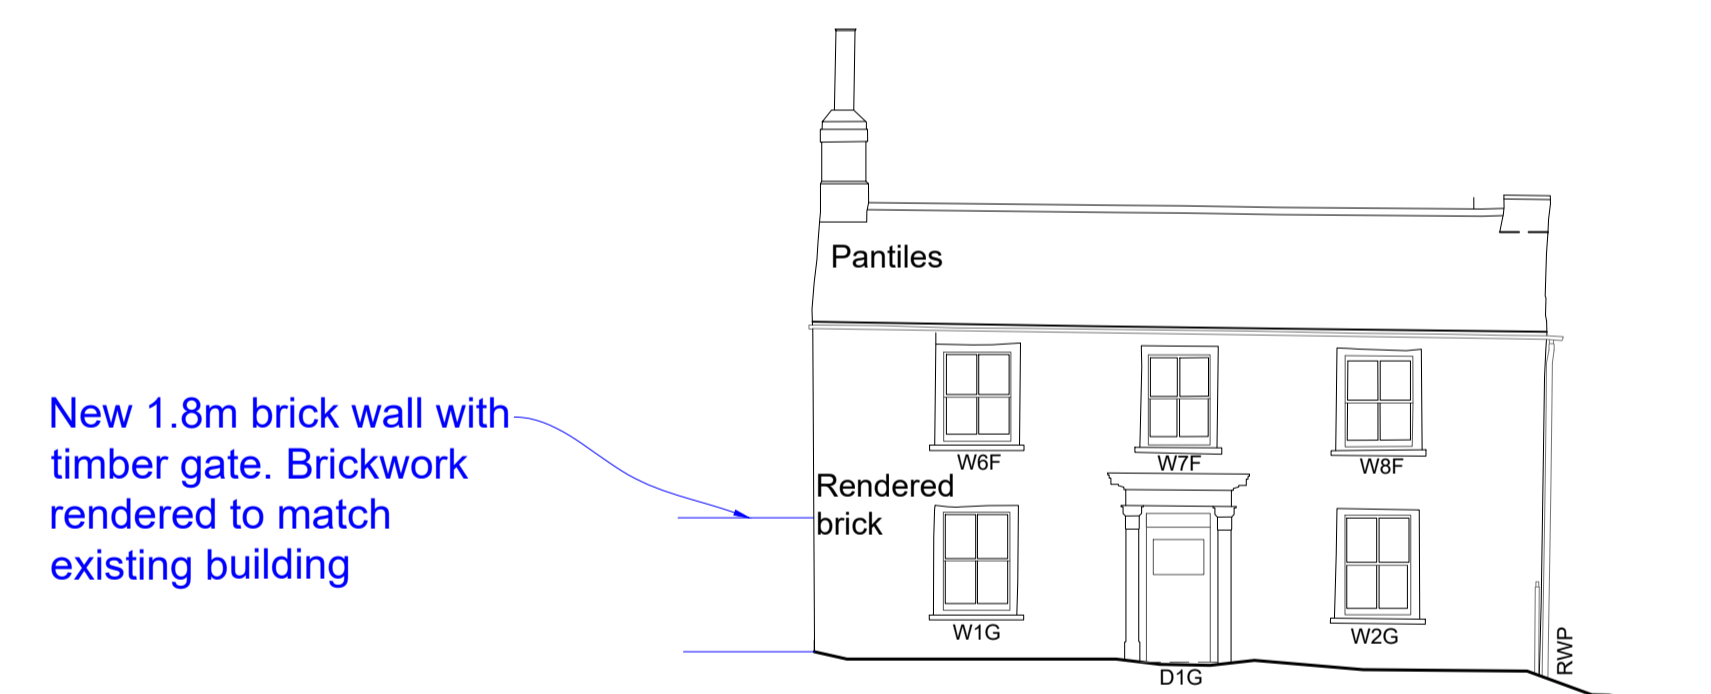 Pantiles
New 1.8m brick wall with
timber gate. Brickwork
rendered to match
existing building
W6F
W7F
W8F
Rendered
brick
W1G
W2G
D1G
RWP